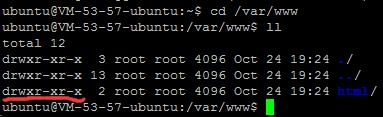 ubuntu@VM-53-57-ubuntu:~$ cd /var/www
ubuntu@VM-53-57-ubuntu:/var/www$ ll
total 12
drwxr-xr-x  3 root root 4096 Oct 24 19:24 ./
drwxr-xr-x 13 root root 4096 Oct 24 19:24 ../
drwxr-xr-x  2 root root 4096 Oct 24 19:24 html/
ubuntu@VM-53-57-ubuntu:/var/www$